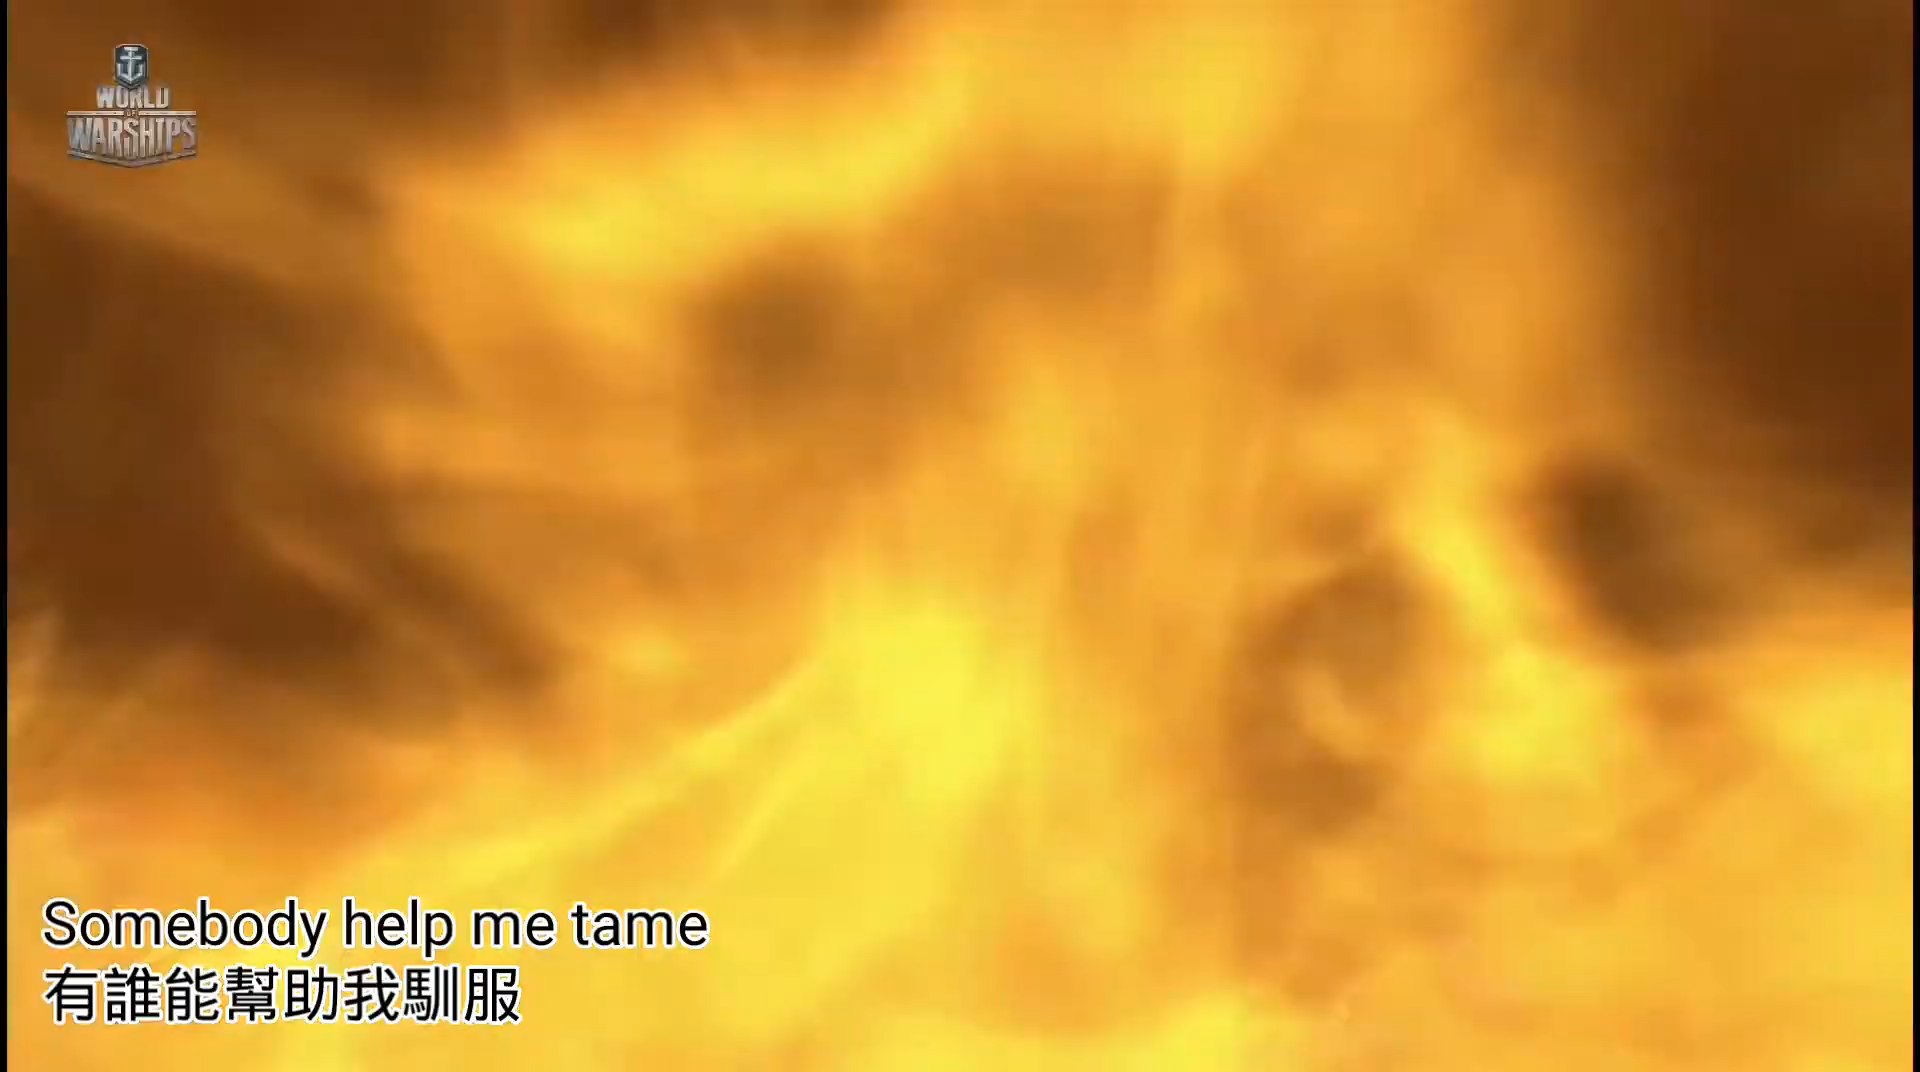 WORLD
OF
WARSHIPS
Somebody help me tame
有誰能幫助我馴服